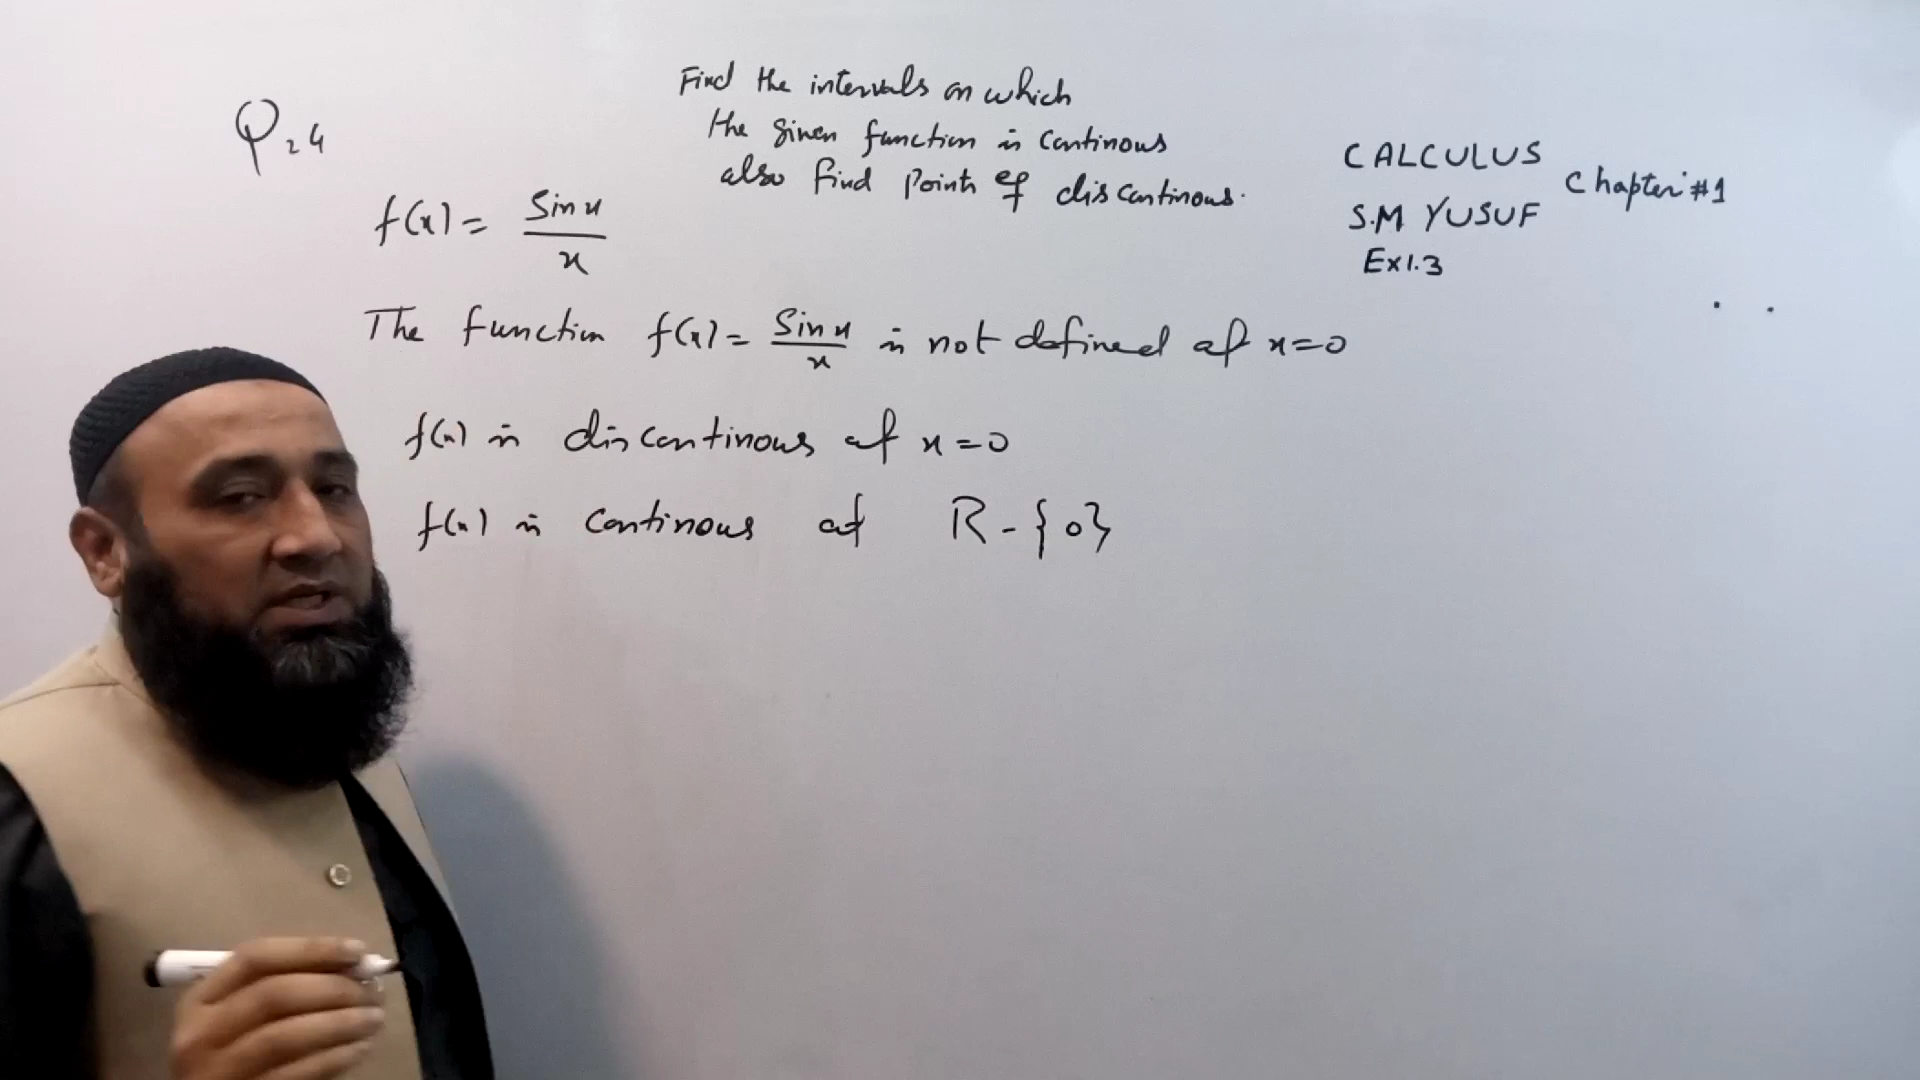 Find the intervals on which
the given function is continous
also find points of discontinous.
Q 24
f(x) = Sin x / x
CALCULUS
Chapter #1
S.M YUSUF
Ex 1.3
The function f(x) = Sin x / x is not defined at x=0
f(x) is discontinous at x=0
f(x) is continous at R-{0}